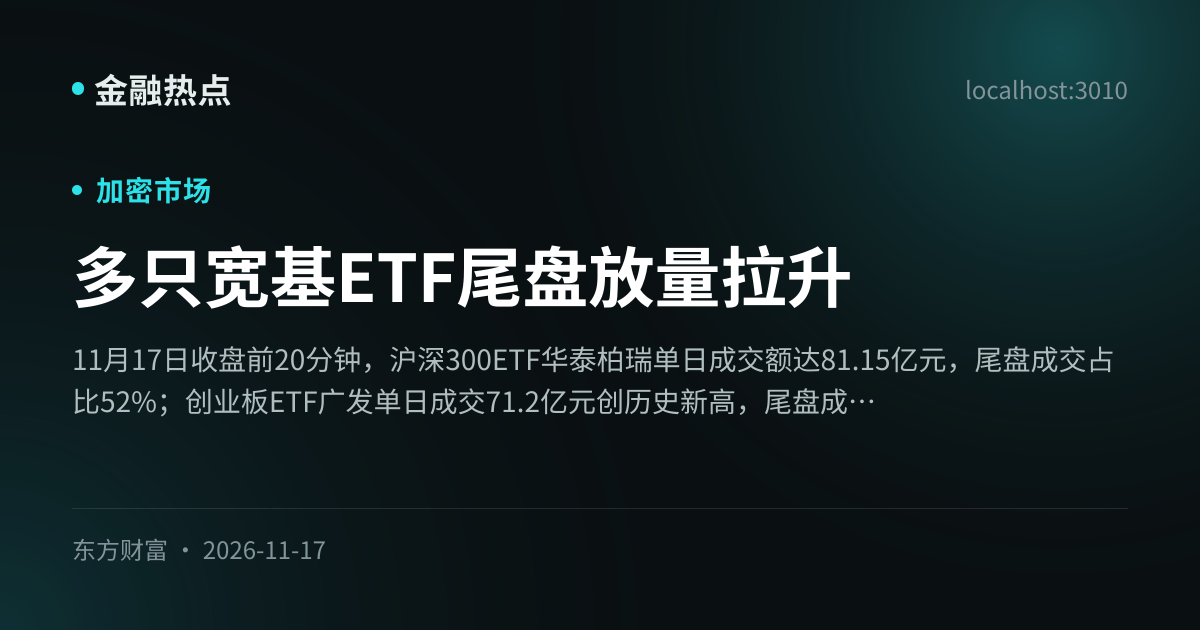 金融热点
localhost:3010
加密市场
多只宽基ETF尾盘放量拉升
11月17日收盘前20分钟，沪深300ETF华泰柏瑞单日成交额达81.15亿元，尾盘成交占
比52%；创业板ETF广发单日成交71.2亿元创历史新高，尾盘成…
东方财富 • 2026-11-17